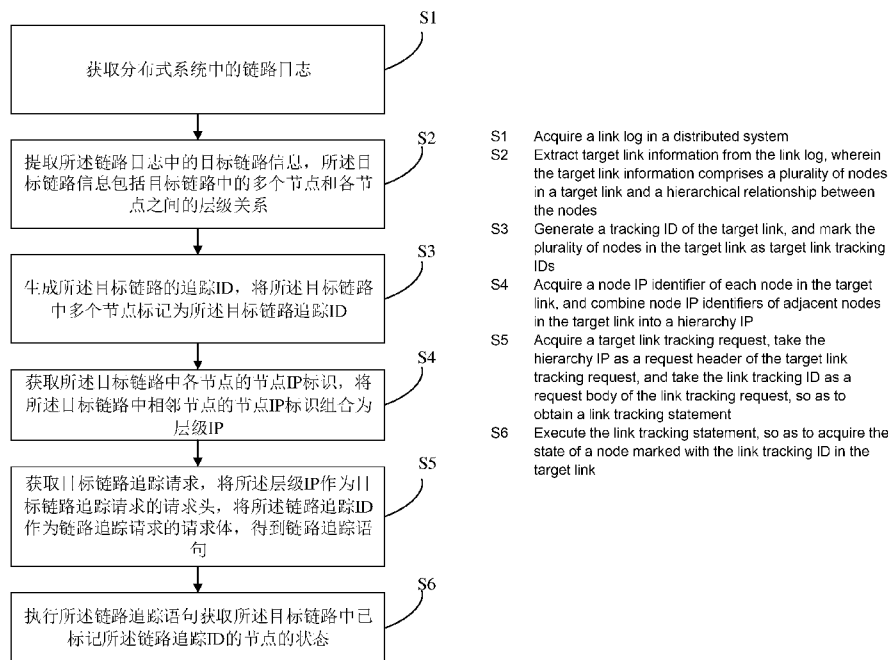 S1
获取分布式系统中的链路日志
S2
提取所述链路日志中的目标链路信息，所述目
标链路信息包括目标链路中的多个节点和各节
点之间的层级关系
S3
生成所述目标链路的追踪ID，将所述目标链路
中多个节点标记为所述目标链路追踪ID
S4
获取所述目标链路中各节点的节点IP标识，将
所述目标链路中相邻节点的节点IP标识组合为
层级IP
S5
获取目标链路追踪请求，将所述层级IP作为目
标链路追踪请求的请求头，将所述链路追踪ID
作为链路追踪请求的请求体，得到链路追踪语
句
S6
执行所述链路追踪语句获取所述目标链路中已
标记所述链路追踪ID的节点的状态
S1 Acquire a link log in a distributed system
S2 Extract target link information from the link log, wherein
the target link information comprises a plurality of nodes
in a target link and a hierarchical relationship between
the nodes
S3 Generate a tracking ID of the target link, and mark the
plurality of nodes in the target link as target link tracking
IDs
S4 Acquire a node IP identifier of each node in the target
link, and combine node IP identifiers of adjacent nodes
in the target link into a hierarchy IP
S5 Acquire a target link tracking request, take the
hierarchy IP as a request header of the target link
tracking request, and take the link tracking ID as a
request body of the link tracking request, so as to
obtain a link tracking statement
S6 Execute the link tracking statement, so as to acquire the
state of a node marked with the link tracking ID in the
target link